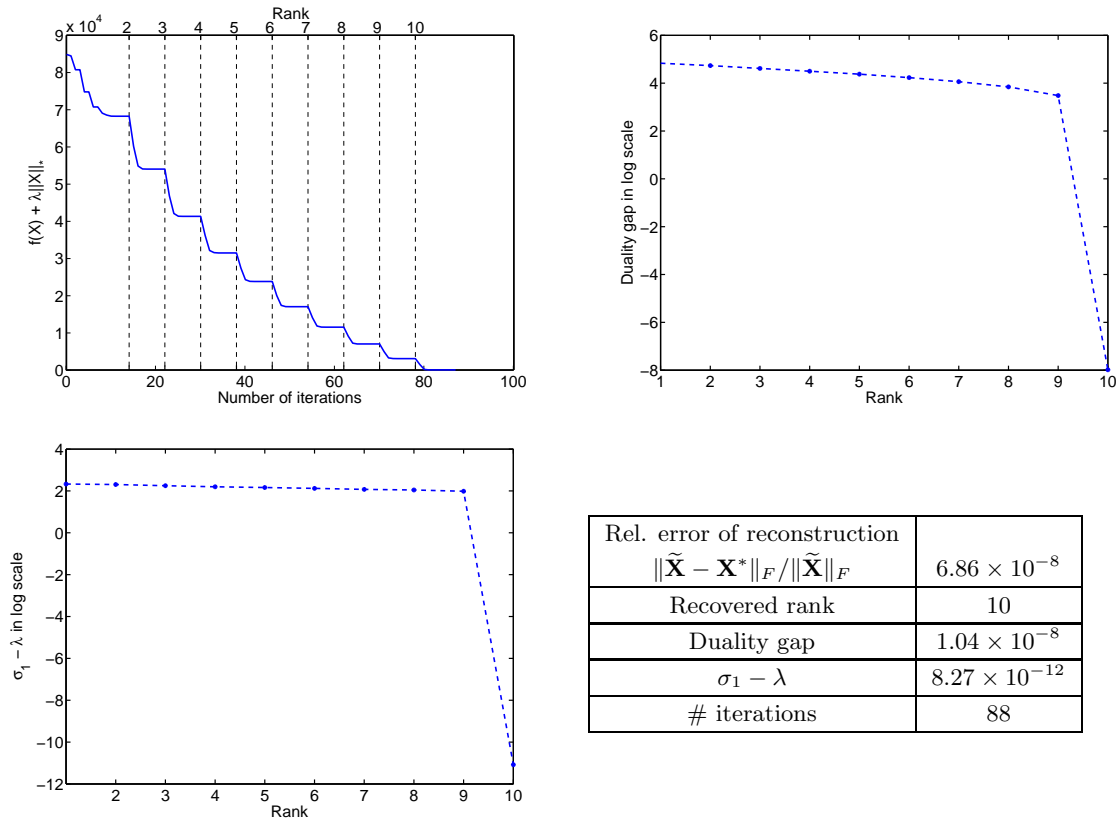 Rank
x 10^4 2 3 4 5 6 7 8 9 10
9
8
7
6
5
4
3
2
1
0
f(X) + λ||X||_*
0 20 40 60 80 100
Number of iterations
6
4
2
0
−2
−4
−6
−8
Duality gap in log scale
1 2 3 4 5 6 7 8 9 10
Rank
4
2
0
−2
−4
−6
−8
−10
−12
σ_1 − λ in log scale
2 3 4 5 6 7 8 9 10
Rank
Rel. error of reconstruction
‖X̃ − X*‖_F/‖X̃‖_F 6.86 × 10^−8
Recovered rank 10
Duality gap 1.04 × 10^−8
σ_1 − λ 8.27 × 10^−12
# iterations 88